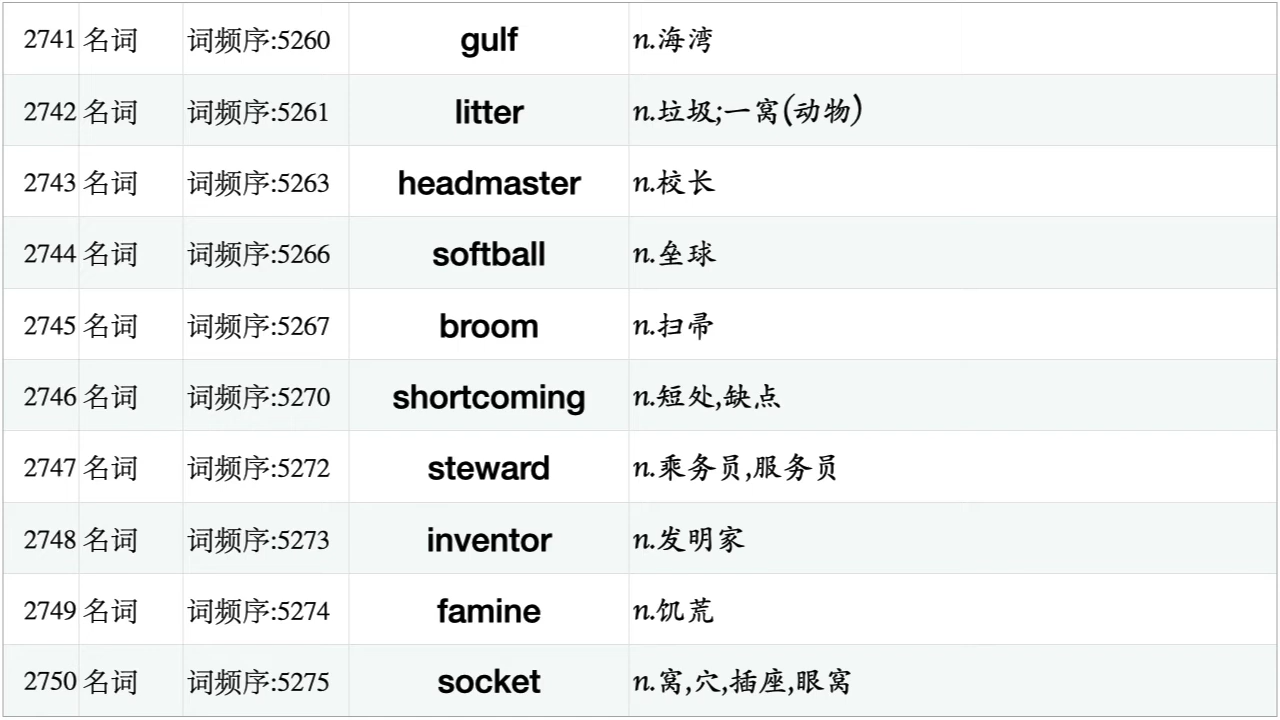 2741 名词 词频序:5260 gulf n.海湾
2742 名词 词频序:5261 litter n.垃圾;一窝(动物)
2743 名词 词频序:5263 headmaster n.校长
2744 名词 词频序:5266 softball n.垒球
2745 名词 词频序:5267 broom n.扫帚
2746 名词 词频序:5270 shortcoming n.短处,缺点
2747 名词 词频序:5272 steward n.乘务员,服务员
2748 名词 词频序:5273 inventor n.发明家
2749 名词 词频序:5274 famine n.饥荒
2750 名词 词频序:5275 socket n.窝,穴,插座,眼窝